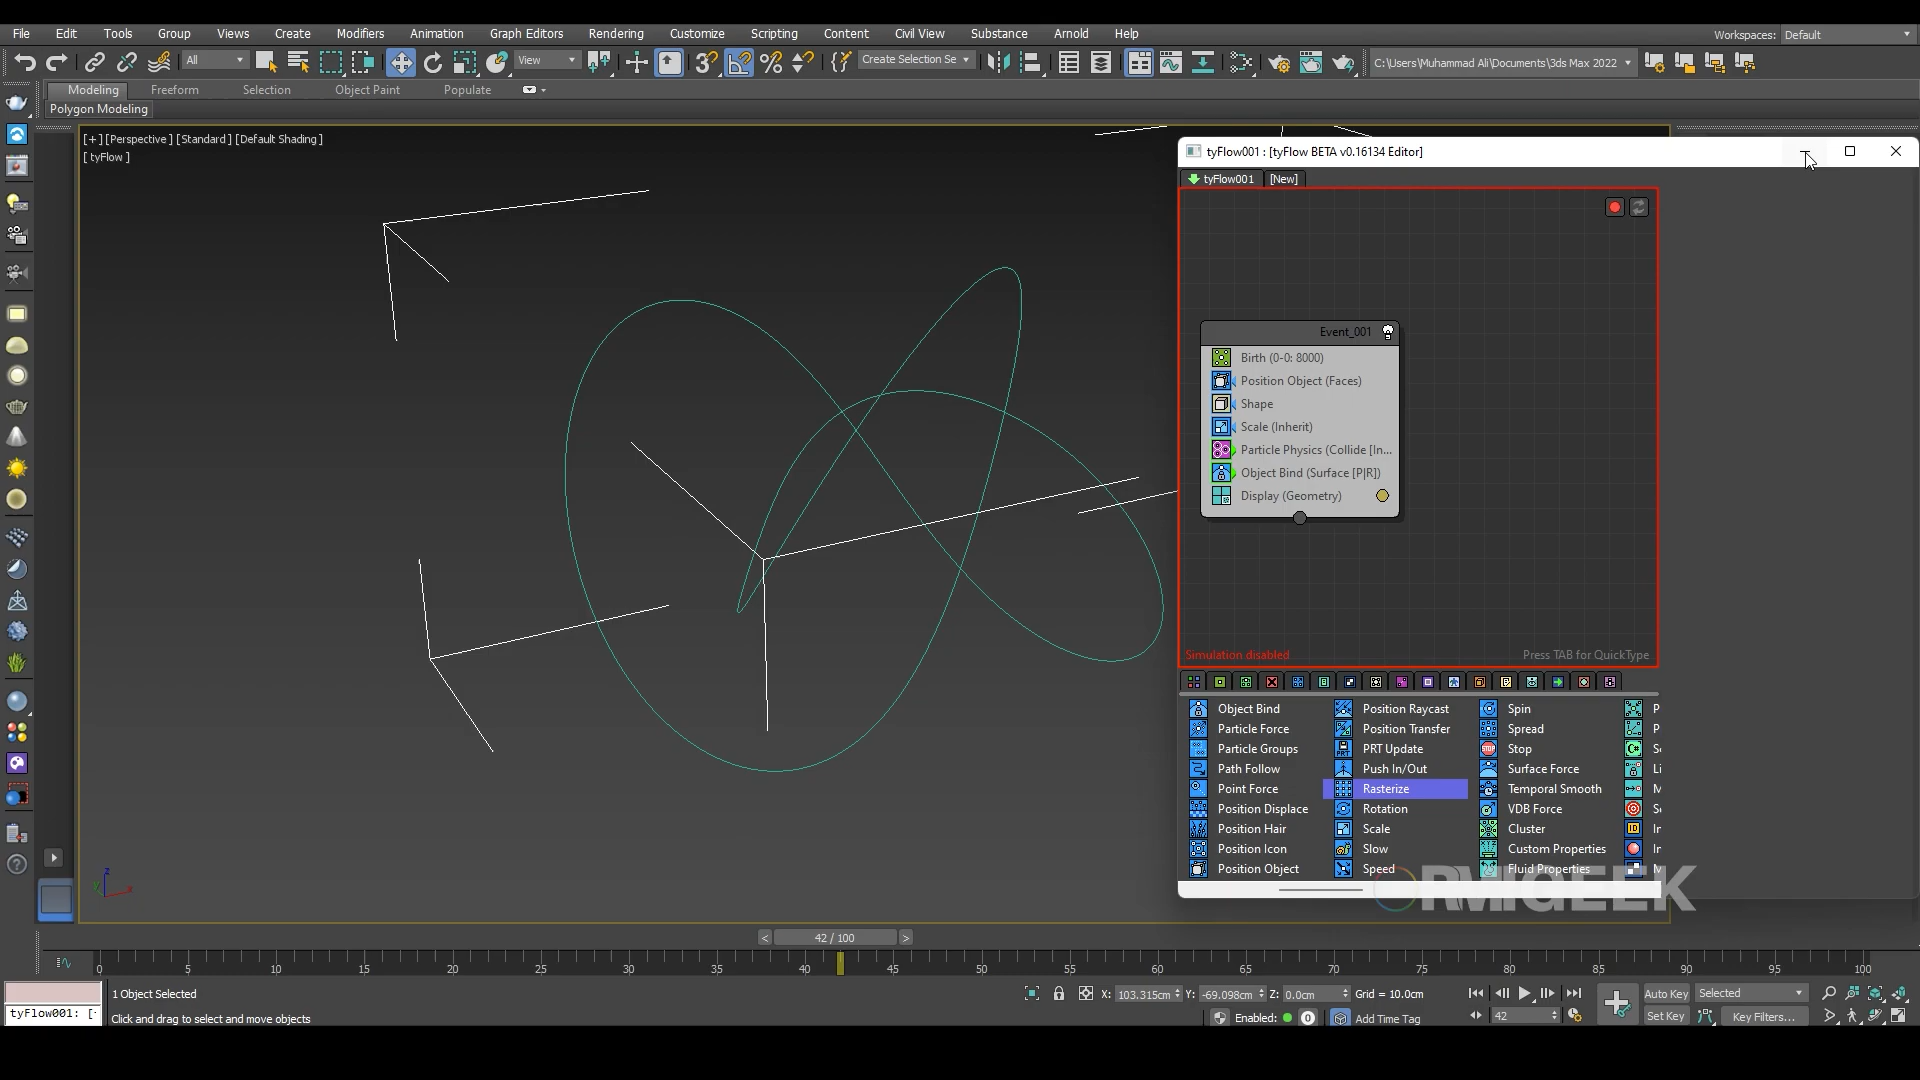 File Edit Tools Group Views Create Modifiers Animation Graph Editors Rendering Customize Scripting Content Civil View Substance Arnold Help
Workspaces: Default
All
View
Create Selection Se
C:\Users\Muhammad Ali\Documents\3ds Max 2022
Modeling Freeform Selection Object Paint Populate
Polygon Modeling
[+] [Perspective] [Standard] [Default Shading]
[ tyFlow ]
tyFlow001 : [tyFlow BETA v0.16134 Editor]
tyFlow001 [New]
Event_001
Birth (0-0: 8000)
Position Object (Faces)
Shape
Scale (Inherit)
Particle Physics (Collide [In...
Object Bind (Surface [P|R])
Display (Geometry)
Simulation disabled
Press TAB for QuickType
Object Bind Position Raycast Spin P
Particle Force Position Transfer Spread P
Particle Groups PRT Update Stop S
Path Follow Push In/Out Surface Force Li
Point Force Rasterize Temporal Smooth M
Position Displace Rotation VDB Force S
Position Hair Scale Cluster In
Position Icon Slow Custom Properties In
Position Object Speed Fluid Properties M
< 42 / 100 >
0 5 10 15 20 25 30 35 40 45 50 55 60 65 70 75 80 85 90 95 100
1 Object Selected
X: 103.315cm Y: -69.098cm Z: 0.0cm Grid = 10.0cm
Auto Key Selected
tyFlow001: [
Click and drag to select and move objects
Enabled: 0 Add Time Tag
42
Set Key Key Filters...